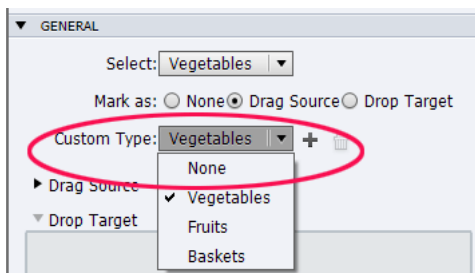 GENERAL
Select: Vegetables
Mark as: None Drag Source Drop Target
Custom Type: Vegetables
None
Drag Source
Vegetables
Drop Target
Fruits
Baskets